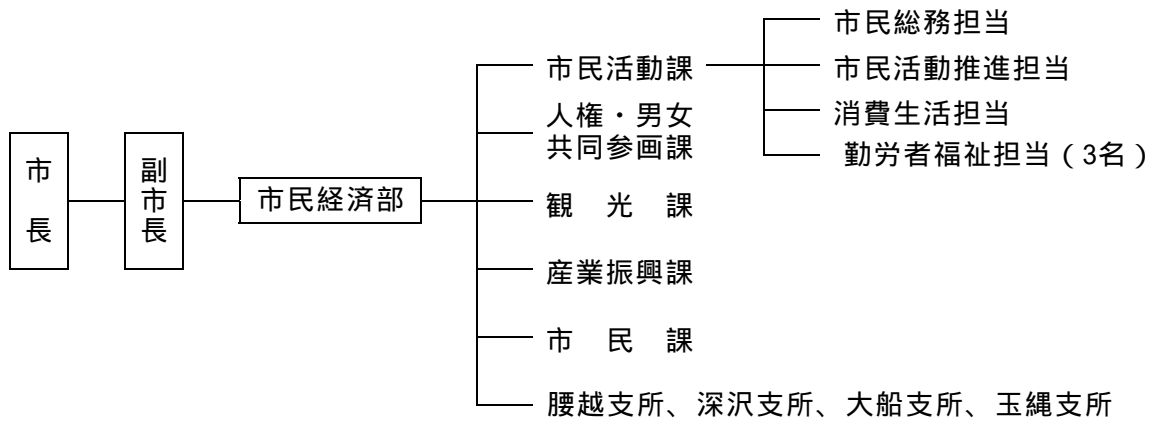 市長
副市長
市民経済部
市民活動課
人権・男女
共同参画課
観光課
産業振興課
市民課
腰越支所、深沢支所、大船支所、玉縄支所
市民総務担当
市民活動推進担当
消費生活担当
勤労者福祉担当(3名)